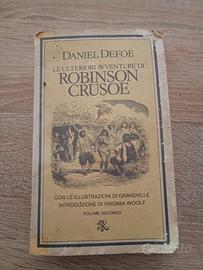 DANIEL DEFOE
LE ULTERIORI AVVENTURE DI
ROBINSON
CRUSOE
CON LE ILLUSTRAZIONI DI GRANDVILLE
INTRODUZIONE DI VIRGINIA WOOLF
VOLUME SECONDO
subito